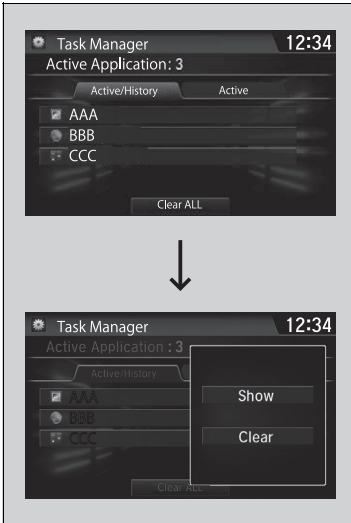 Task Manager 12:34
Active Application: 3
Active/History Active
AAA
BBB
CCC
Clear ALL
Task Manager 12:34
Active Application : 3
Active/History
AAA
BBB
CCC
Show
Clear
Clear ALL